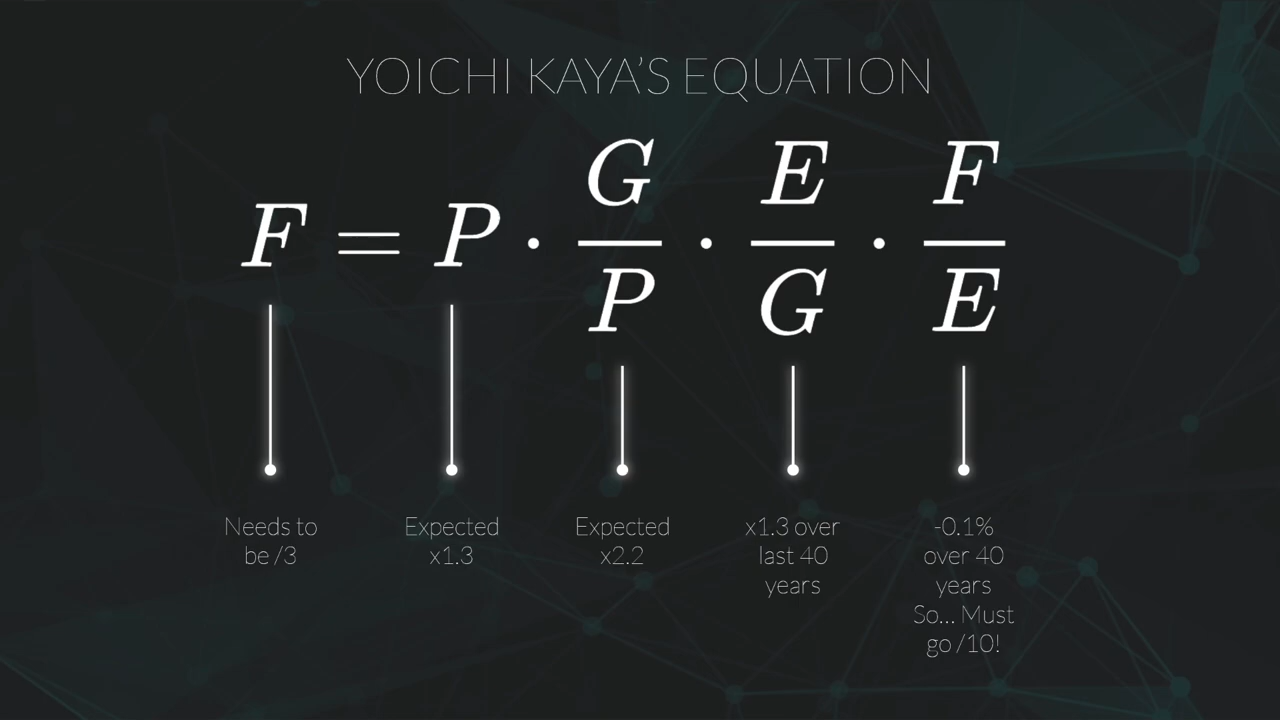 YOICHI KAYA'S EQUATION
F = P · G/P · E/G · F/E
Needs to
be /3
Expected
x1.3
Expected
x2.2
x1.3 over
last 40
years
-0.1%
over 40
years
So... Must
go /10!